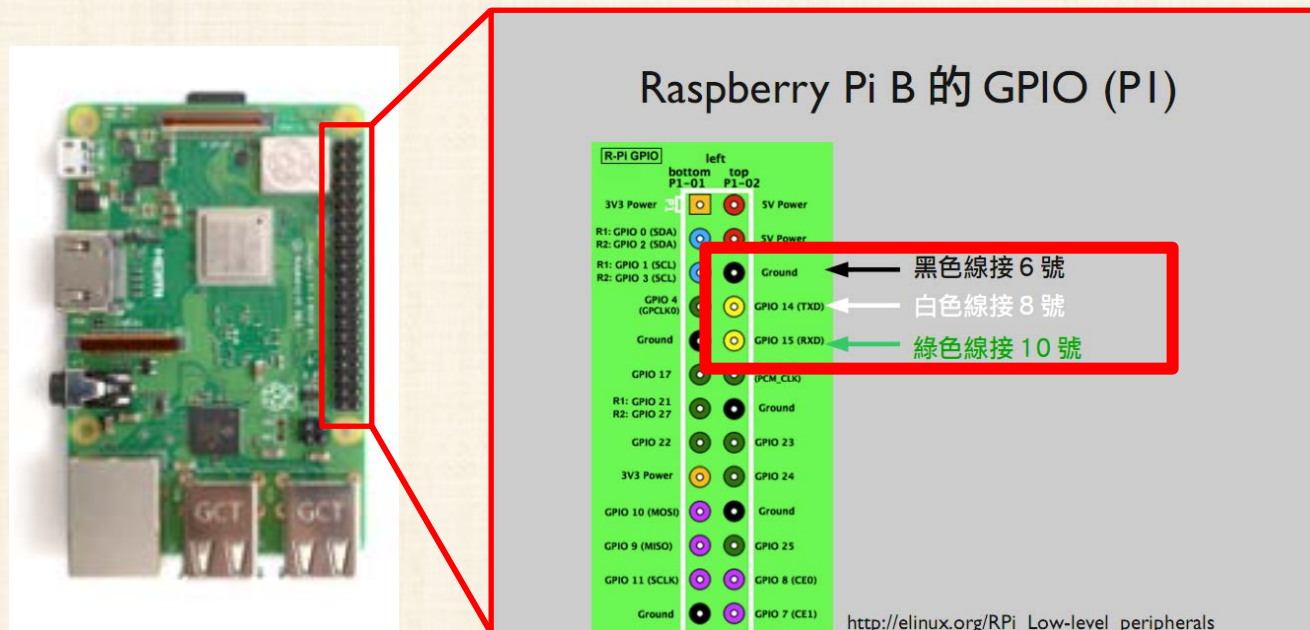 Raspberry Pi B 的 GPIO (P1)
R-Pi GPIO
left
bottom top
P1-01 P1-02
3V3 Power
5V Power
R1: GPIO 0 (SDA)
R2: GPIO 2 (SDA)
5V Power
R1: GPIO 1 (SCL)
R2: GPIO 3 (SCL)
Ground
黑色線接 6 號
GPIO 4
(GPCLK0)
GPIO 14 (TXD)
白色線接 8 號
Ground
GPIO 15 (RXD)
綠色線接 10 號
GPIO 17
(PCM_CLK)
R1: GPIO 21
R2: GPIO 27
Ground
GPIO 22
GPIO 23
3V3 Power
GPIO 24
GPIO 10 (MOSI)
Ground
GPIO 9 (MISO)
GPIO 25
GPIO 11 (SCLK)
GPIO 8 (CE0)
Ground
GPIO 7 (CE1)
http://elinux.org/RPi_Low-level_peripherals
HDMI
GCT
GCT